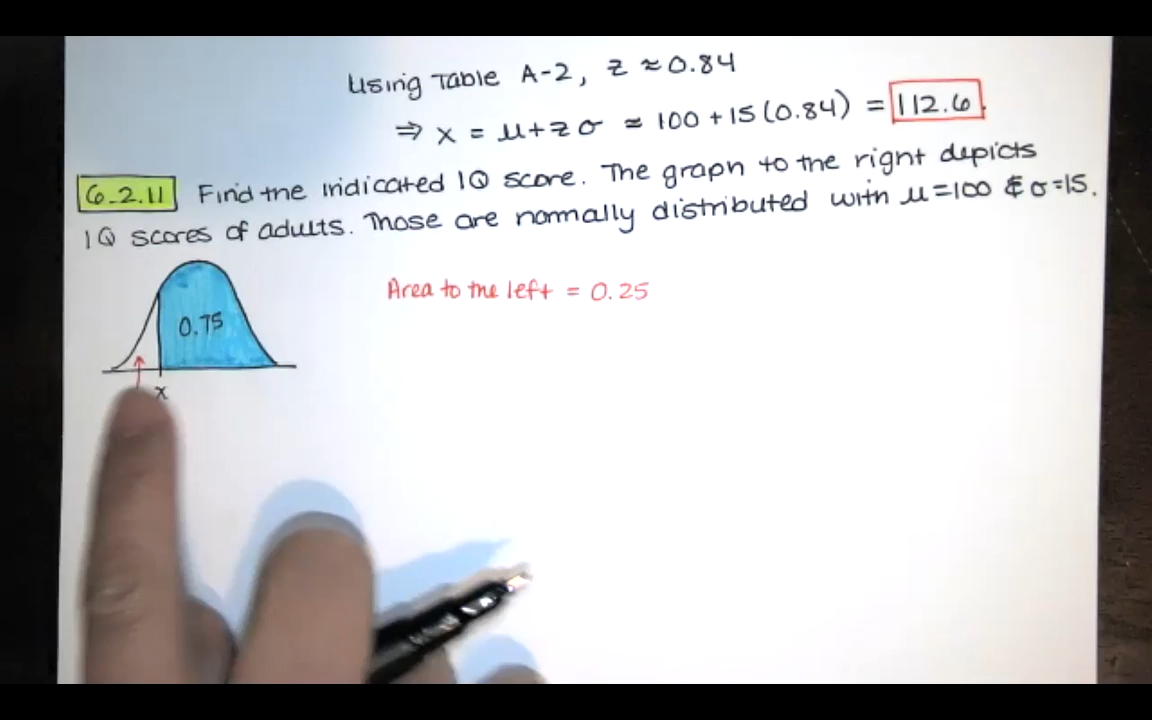 Using Table A-2, z ≈ 0.84
⇒ x = μ + zσ ≈ 100 + 15(0.84) = 112.6.
6.2.11 Find the indicated IQ score. The graph to the right depicts
IQ scores of adults. Those are normally distributed with μ=100 & σ=15.
Area to the left = 0.25
0.75
x